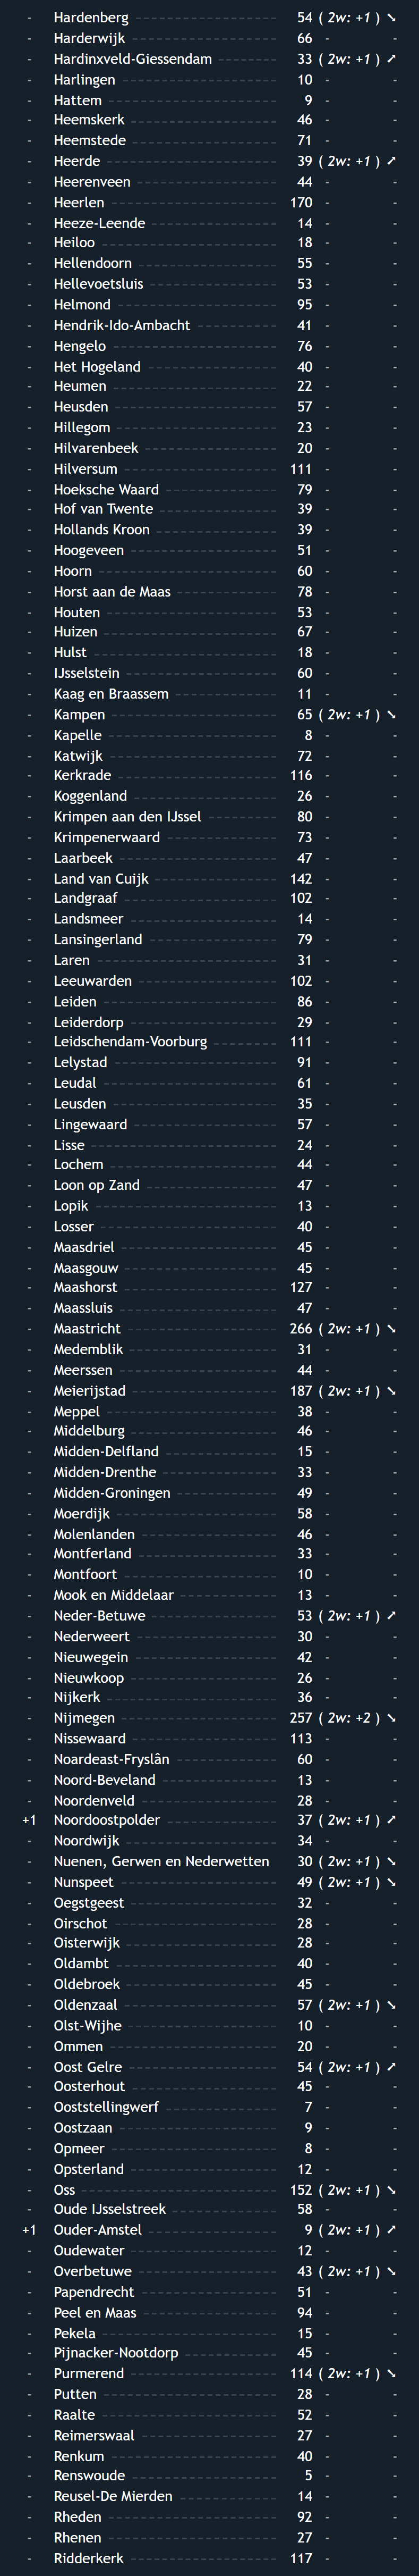 - Hardenberg 54 ( 2w: +1 ) ↘
- Harderwijk 66 - -
- Hardinxveld-Giessendam 33 ( 2w: +1 ) ↗
- Harlingen 10 - -
- Hattem 9 - -
- Heemskerk 46 - -
- Heemstede 71 - -
- Heerde 39 ( 2w: +1 ) ↗
- Heerenveen 44 - -
- Heerlen 170 - -
- Heeze-Leende 14 - -
- Heiloo 18 - -
- Hellendoorn 55 - -
- Hellevoetsluis 53 - -
- Helmond 95 - -
- Hendrik-Ido-Ambacht 41 - -
- Hengelo 76 - -
- Het Hogeland 40 - -
- Heumen 22 - -
- Heusden 57 - -
- Hillegom 23 - -
- Hilvarenbeek 20 - -
- Hilversum 111 - -
- Hoeksche Waard 79 - -
- Hof van Twente 39 - -
- Hollands Kroon 39 - -
- Hoogeveen 51 - -
- Hoorn 60 - -
- Horst aan de Maas 78 - -
- Houten 53 - -
- Huizen 67 - -
- Hulst 18 - -
- IJsselstein 60 - -
- Kaag en Braassem 11 - -
- Kampen 65 ( 2w: +1 ) ↘
- Kapelle 8 - -
- Katwijk 72 - -
- Kerkrade 116 - -
- Koggenland 26 - -
- Krimpen aan den IJssel 80 - -
- Krimpenerwaard 73 - -
- Laarbeek 47 - -
- Land van Cuijk 142 - -
- Landgraaf 102 - -
- Landsmeer 14 - -
- Lansingerland 79 - -
- Laren 31 - -
- Leeuwarden 102 - -
- Leiden 86 - -
- Leiderdorp 29 - -
- Leidschendam-Voorburg 111 - -
- Lelystad 91 - -
- Leudal 61 - -
- Leusden 35 - -
- Lingewaard 57 - -
- Lisse 24 - -
- Lochem 44 - -
- Loon op Zand 47 - -
- Lopik 13 - -
- Losser 40 - -
- Maasdriel 45 - -
- Maasgouw 45 - -
- Maashorst 127 - -
- Maassluis 47 - -
- Maastricht 266 ( 2w: +1 ) ↘
- Medemblik 31 - -
- Meerssen 44 - -
- Meierijstad 187 ( 2w: +1 ) ↘
- Meppel 38 - -
- Middelburg 46 - -
- Midden-Delfland 15 - -
- Midden-Drenthe 33 - -
- Midden-Groningen 49 - -
- Moerdijk 58 - -
- Molenlanden 46 - -
- Montferland 33 - -
- Montfoort 10 - -
- Mook en Middelaar 13 - -
- Neder-Betuwe 53 ( 2w: +1 ) ↗
- Nederweert 30 - -
- Nieuwegein 42 - -
- Nieuwkoop 26 - -
- Nijkerk 36 - -
- Nijmegen 257 ( 2w: +2 ) ↘
- Nissewaard 113 - -
- Noardeast-Fryslân 60 - -
- Noord-Beveland 13 - -
- Noordenveld 28 - -
+1 Noordoostpolder 37 ( 2w: +1 ) ↗
- Noordwijk 34 - -
- Nuenen, Gerwen en Nederwetten 30 ( 2w: +1 ) ↘
- Nunspeet 49 ( 2w: +1 ) ↘
- Oegstgeest 32 - -
- Oirschot 28 - -
- Oisterwijk 28 - -
- Oldambt 40 - -
- Oldebroek 45 - -
- Oldenzaal 57 ( 2w: +1 ) ↘
- Olst-Wijhe 10 - -
- Ommen 20 - -
- Oost Gelre 54 ( 2w: +1 ) ↗
- Oosterhout 45 - -
- Ooststellingwerf 7 - -
- Oostzaan 9 - -
- Opmeer 8 - -
- Opsterland 12 - -
- Oss 152 ( 2w: +1 ) ↘
- Oude IJsselstreek 58 - -
+1 Ouder-Amstel 9 ( 2w: +1 ) ↗
- Oudewater 12 - -
- Overbetuwe 43 ( 2w: +1 ) ↘
- Papendrecht 51 - -
- Peel en Maas 94 - -
- Pekela 15 - -
- Pijnacker-Nootdorp 45 - -
- Purmerend 114 ( 2w: +1 ) ↘
- Putten 28 - -
- Raalte 52 - -
- Reimerswaal 27 - -
- Renkum 40 - -
- Renswoude 5 - -
- Reusel-De Mierden 14 - -
- Rheden 92 - -
- Rhenen 27 - -
- Ridderkerk 117 - -